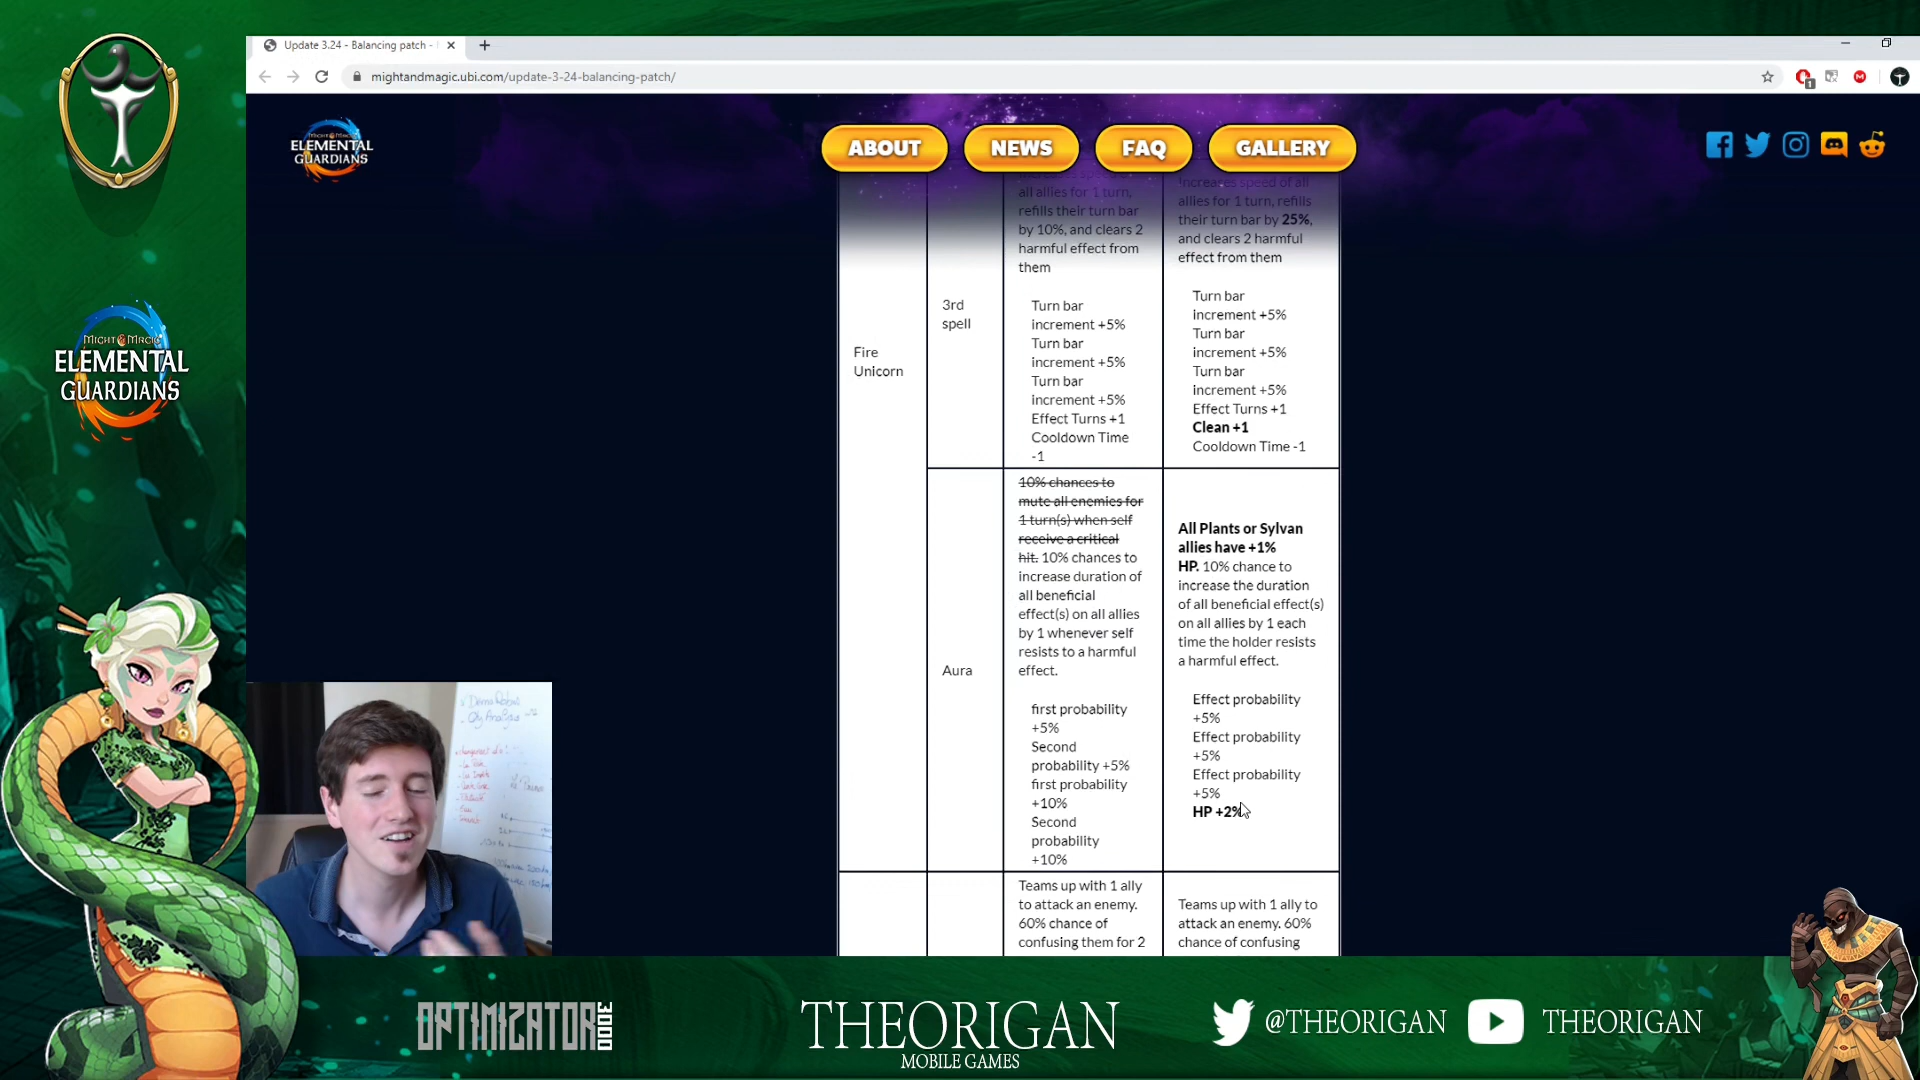 Update 3.24 - Balancing patch -
mightandmagic.ubi.com/update-3-24-balancing-patch/
MIGHT & MAGIC
ELEMENTAL
GUARDIANS
ABOUT
NEWS
FAQ
GALLERY
MIGHT & MAGIC
ELEMENTAL
GUARDIANS
Fire
Unicorn
3rd
spell
all allies for 1 turn,
refills their turn bar
by 10%, and clears 2
harmful effect from
them
Turn bar
increment +5%
Turn bar
increment +5%
Turn bar
increment +5%
Effect Turns +1
Cooldown Time
-1
increases speed of all
allies for 1 turn, refills
their turn bar by 25%,
and clears 2 harmful
effect from them
Turn bar
increment +5%
Turn bar
increment +5%
Turn bar
increment +5%
Effect Turns +1
Clean +1
Cooldown Time -1
Aura
10% chances to
mute all enemies for
1 turn(s) when self
receive a critical
hit. 10% chances to
increase duration of
all beneficial
effect(s) on all allies
by 1 whenever self
resists to a harmful
effect.
first probability
+5%
Second
probability +5%
first probability
+10%
Second
probability
+10%
All Plants or Sylvan
allies have +1%
HP. 10% chance to
increase the duration
of all beneficial effect(s)
on all allies by 1 each
time the holder resists
a harmful effect.
Effect probability
+5%
Effect probability
+5%
Effect probability
+5%
HP +2%
Teams up with 1 ally
to attack an enemy.
60% chance of
confusing them for 2
Teams up with 1 ally to
attack an enemy. 60%
chance of confusing
OPTIMIZATOR
3000
THEORIGAN
MOBILE GAMES
@THEORIGAN
THEORIGAN